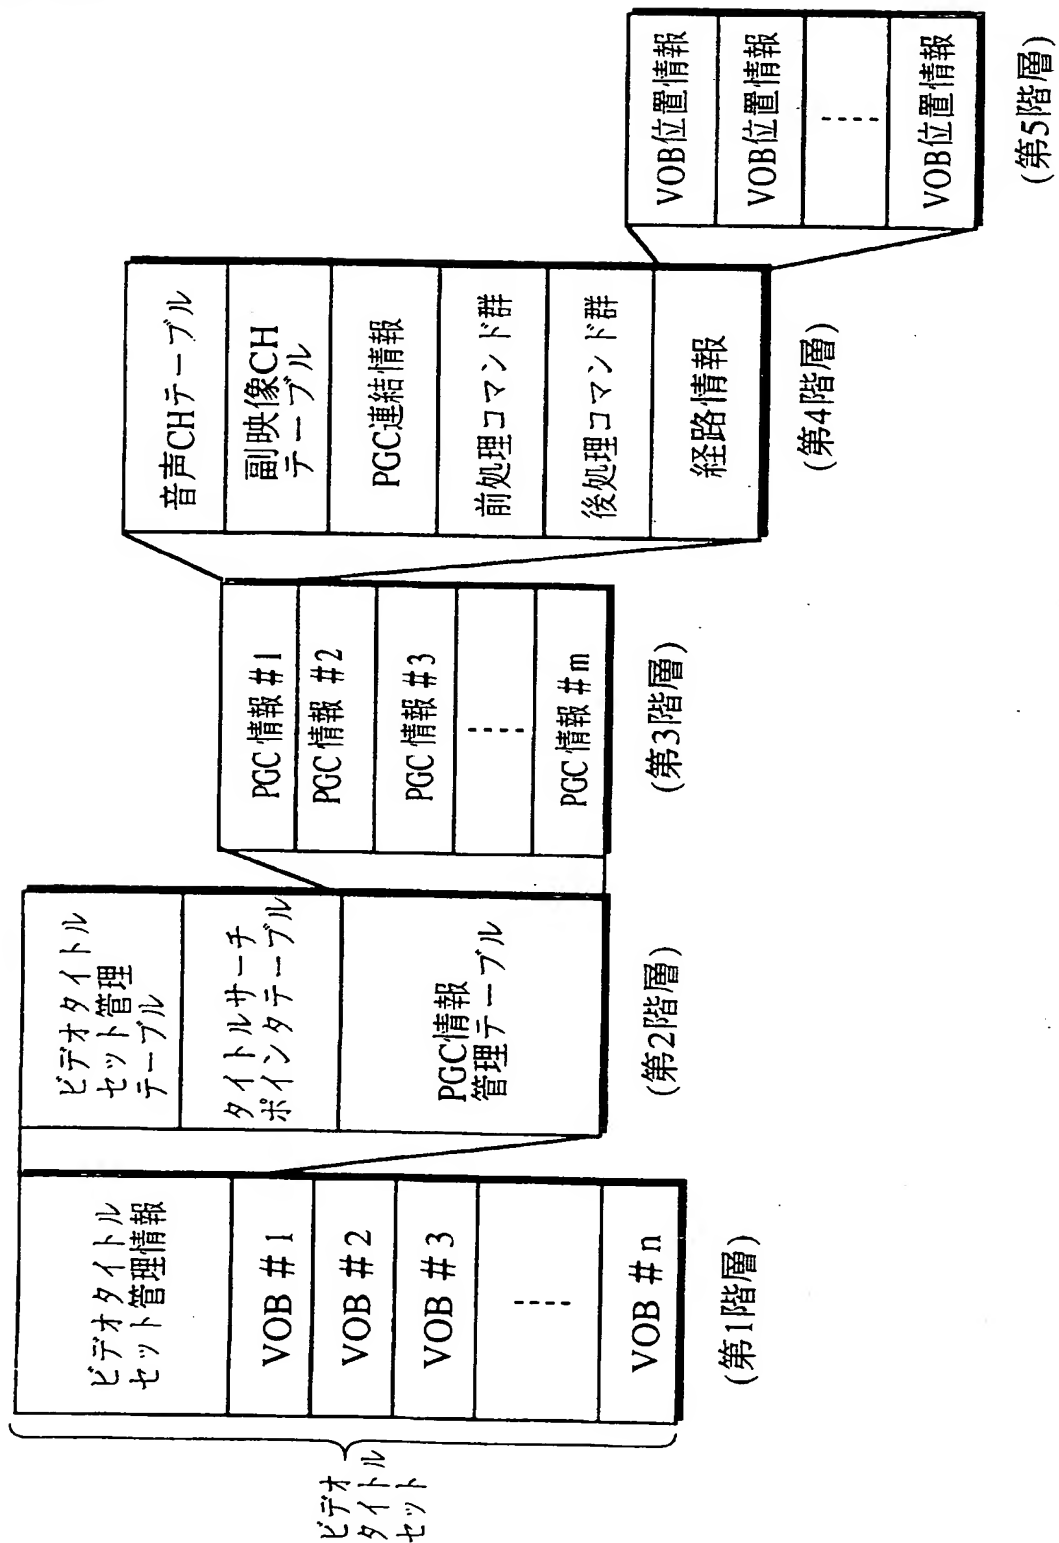 ビデオ
タイトル
セット
ビデオタイトル
セット管理情報
VOB #1
VOB #2
VOB #3
VOB #n
(第1階層)
ビデオタイトル
セット管理
テーブル
タイトルサーチ
ポインタテーブル
PGC情報
管理テーブル
(第2階層)
PGC情報 #1
PGC情報 #2
PGC情報 #3
PGC情報 #m
(第3階層)
音声CHテーブル
副映像CH
テーブル
PGC連結情報
前処理コマンド群
後処理コマンド群
経路情報
(第4階層)
VOB位置情報
VOB位置情報
VOB位置情報
(第5階層)